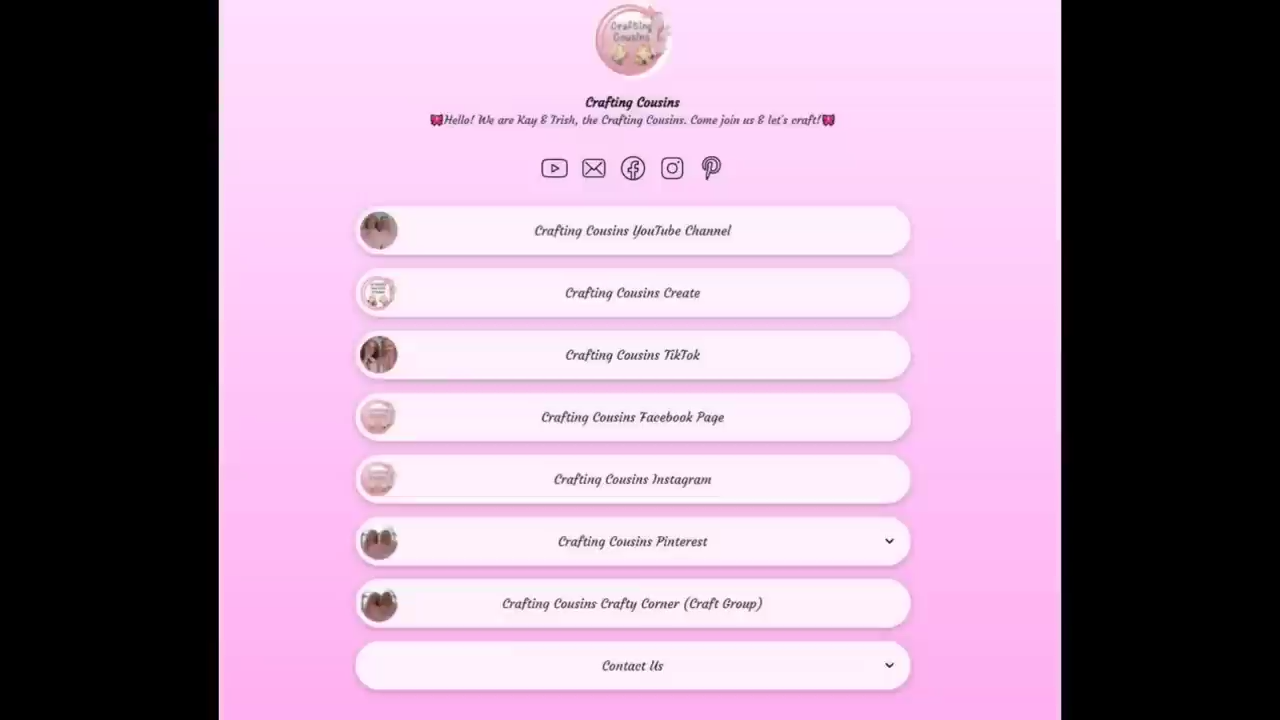 Crafting
Cousins
Crafting Cousins
Hello! We are Kay & Trish, the Crafting Cousins. Come join us & let's craft!
Crafting Cousins YouTube Channel
Crafting Cousins Create
Crafting Cousins TikTok
Crafting Cousins Facebook Page
Crafting Cousins Instagram
Crafting Cousins Pinterest
Crafting Cousins Crafty Corner (Craft Group)
Contact Us